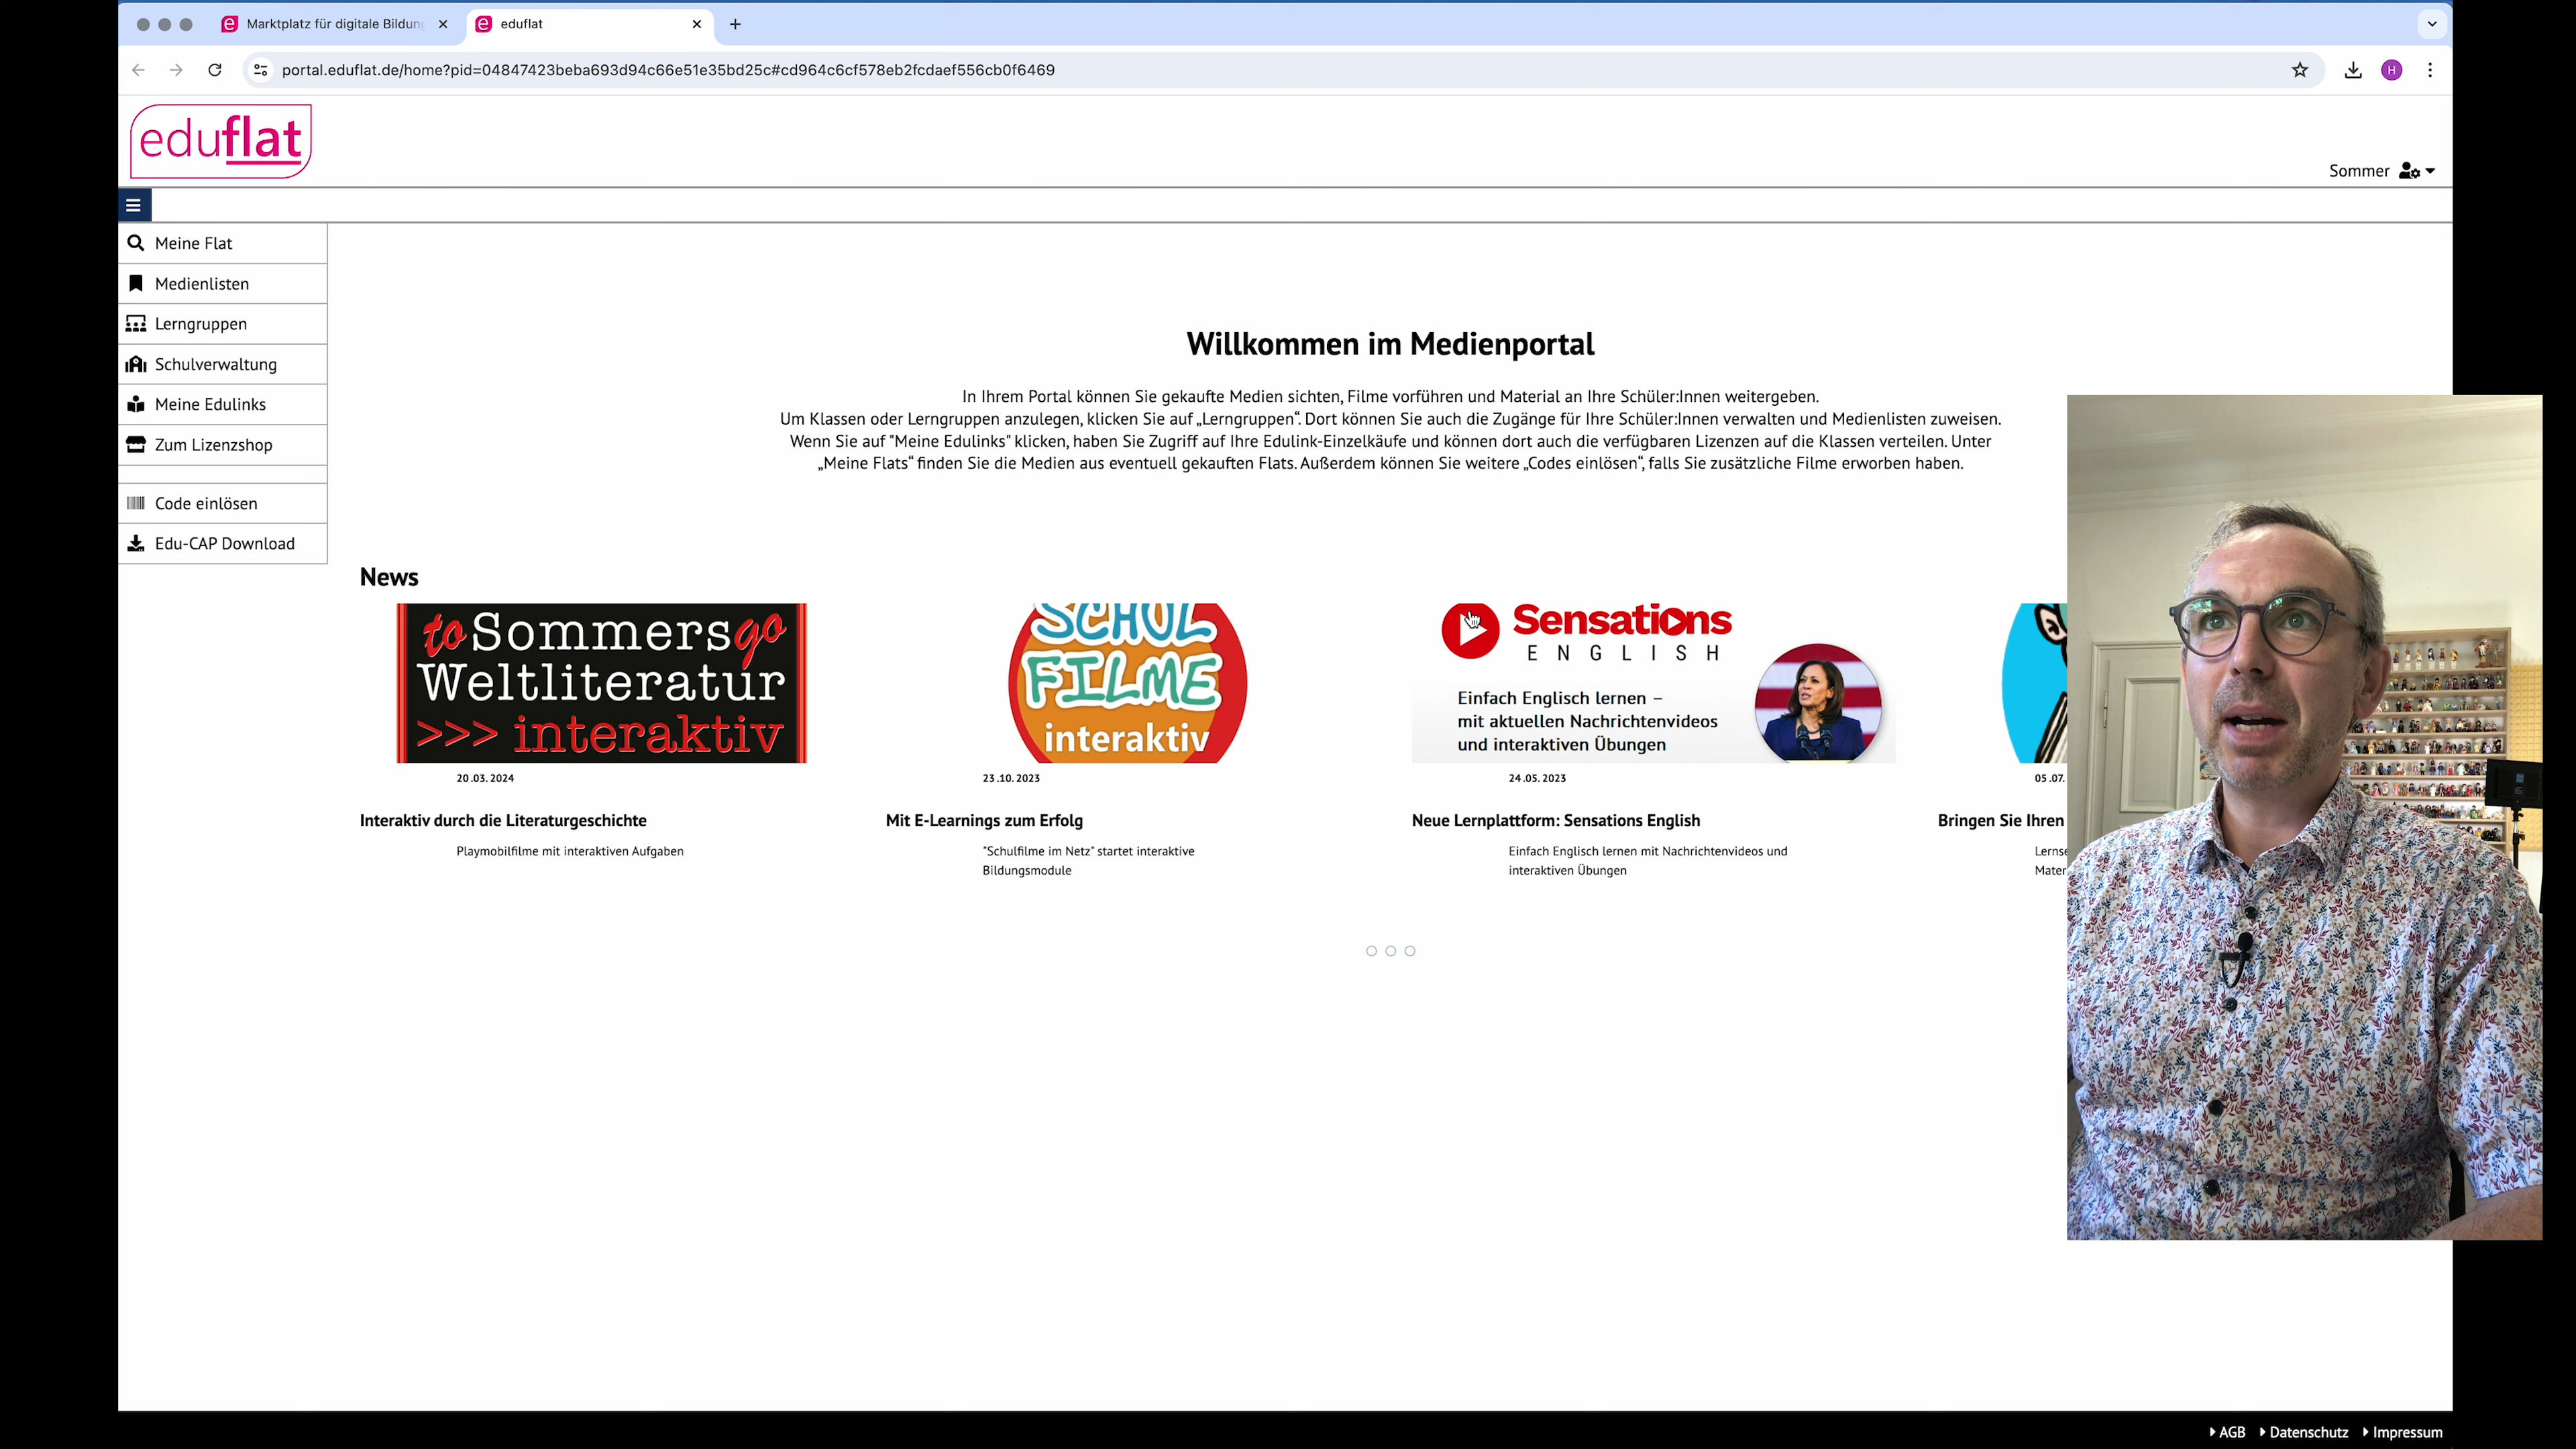 Marktplatz für digitale Bildun
eduflat
portal.eduflat.de/home?pid=04847423beba693d94c66e51e35bd25c#cd964c6cf578eb2fcdaef556cb0f6469
H
eduflat
Sommer
Meine Flat
Medienlisten
Lerngruppen
Schulverwaltung
Meine Edulinks
Zum Lizenzshop
Code einlösen
Edu-CAP Download
Willkommen im Medienportal
In Ihrem Portal können Sie gekaufte Medien sichten, Filme vorführen und Material an Ihre Schüler:Innen weitergeben.
Um Klassen oder Lerngruppen anzulegen, klicken Sie auf „Lerngruppen“. Dort können Sie auch die Zugänge für Ihre Schüler:Innen verwalten und Medienlisten zuweisen.
Wenn Sie auf "Meine Edulinks" klicken, haben Sie Zugriff auf Ihre Edulink-Einzelkäufe und können dort auch die verfügbaren Lizenzen auf die Klassen verteilen. Unter
„Meine Flats“ finden Sie die Medien aus eventuell gekauften Flats. Außerdem können Sie weitere „Codes einlösen“, falls Sie zusätzliche Filme erworben haben.
News
to Sommers go
Weltliteratur
>>> interaktiv
20.03.2024
Interaktiv durch die Literaturgeschichte
Playmobilfilme mit interaktiven Aufgaben
SCHUL
FILME
interaktiv
23.10.2023
Mit E-Learnings zum Erfolg
"Schulfilme im Netz" startet interaktive
Bildungsmodule
Sensations
ENGLISH
Einfach Englisch lernen –
mit aktuellen Nachrichtenvideos
und interaktiven Übungen
24.05.2023
Neue Lernplattform: Sensations English
Einfach Englisch lernen mit Nachrichtenvideos und
interaktiven Übungen
05.07.
Bringen Sie Ihren
Lernse
Mater
AGB
Datenschutz
Impressum